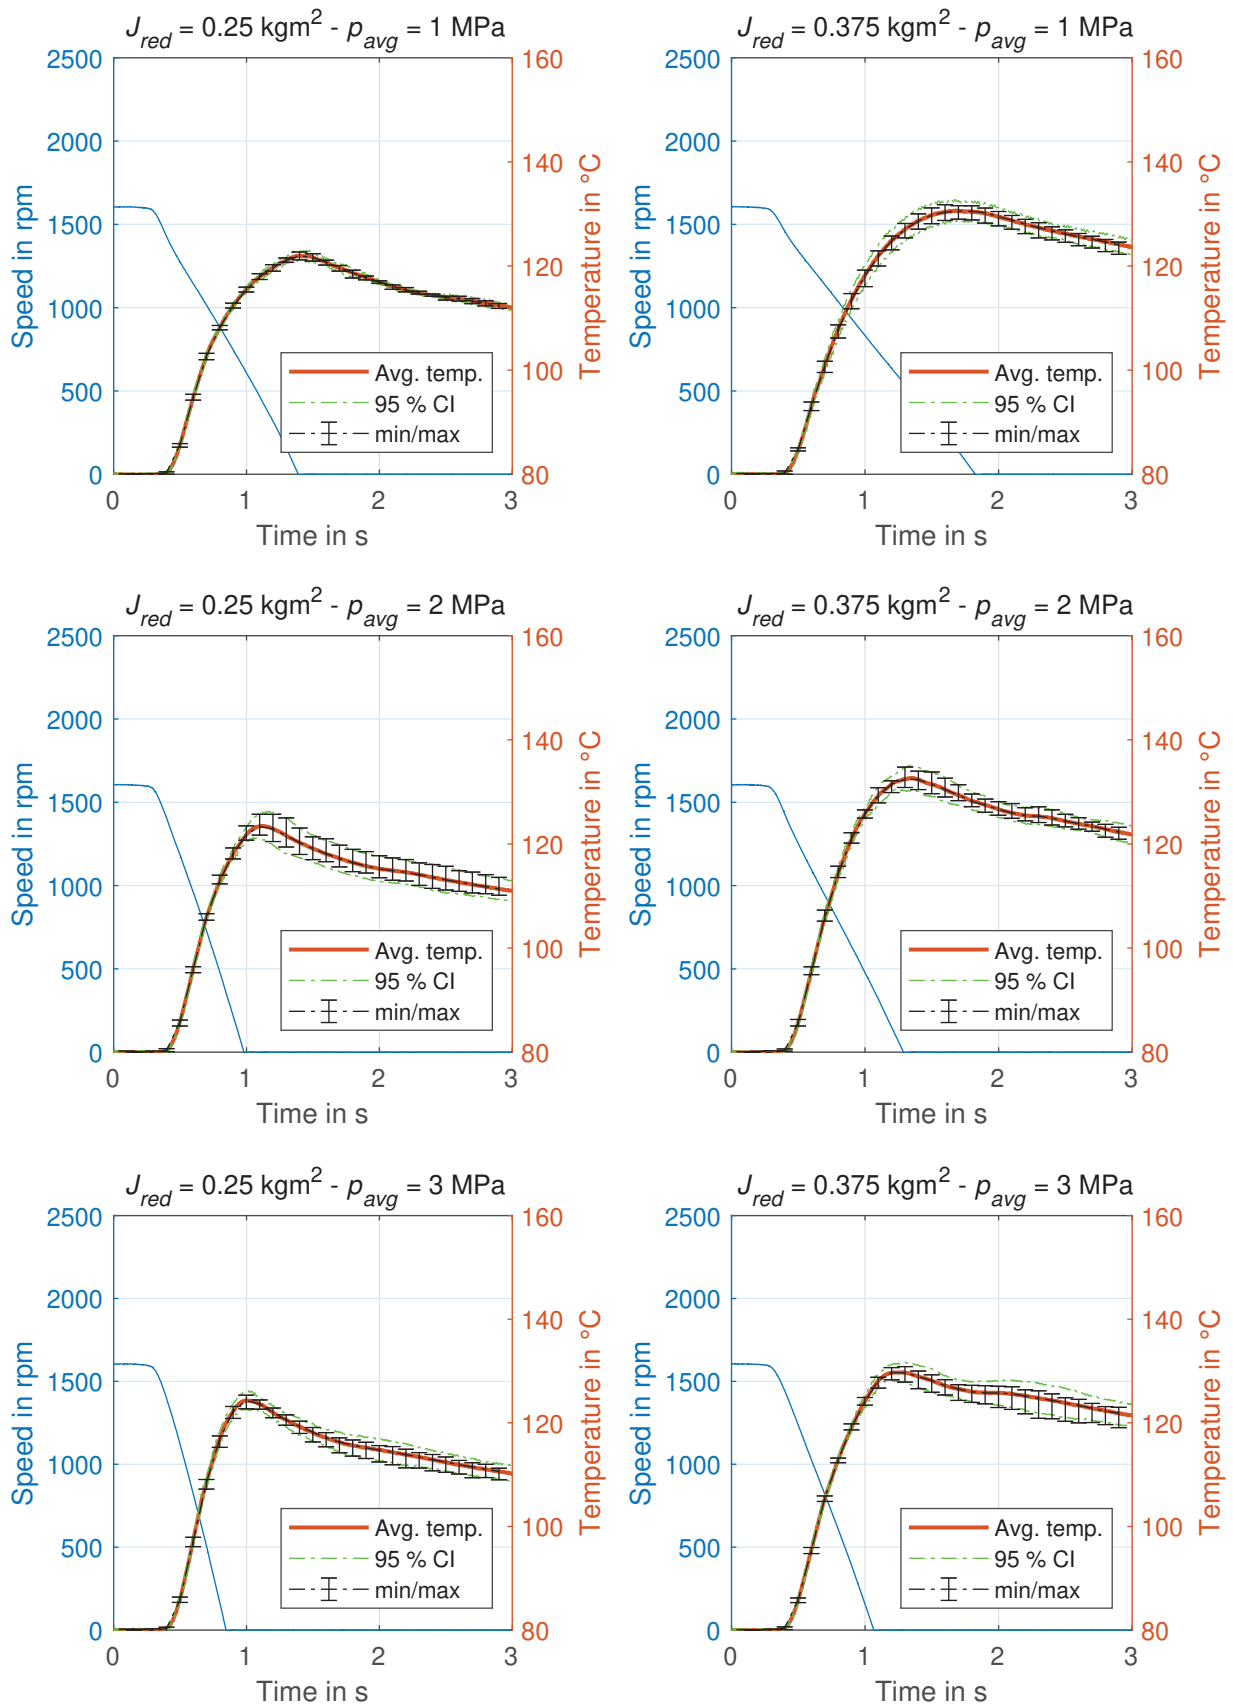 J_red = 0.25 kgm² - p_avg = 1 MPa
2500
2000
1500
1000
500
0
Speed in rpm
160
140
120
100
80
Temperature in °C
Avg. temp.
95 % CI
min/max
0 1 2 3
Time in s
J_red = 0.375 kgm² - p_avg = 1 MPa
2500
2000
1500
1000
500
0
Speed in rpm
160
140
120
100
80
Temperature in °C
Avg. temp.
95 % CI
min/max
0 1 2 3
Time in s
J_red = 0.25 kgm² - p_avg = 2 MPa
2500
2000
1500
1000
500
0
Speed in rpm
160
140
120
100
80
Temperature in °C
Avg. temp.
95 % CI
min/max
0 1 2 3
Time in s
J_red = 0.375 kgm² - p_avg = 2 MPa
2500
2000
1500
1000
500
0
Speed in rpm
160
140
120
100
80
Temperature in °C
Avg. temp.
95 % CI
min/max
0 1 2 3
Time in s
J_red = 0.25 kgm² - p_avg = 3 MPa
2500
2000
1500
1000
500
0
Speed in rpm
160
140
120
100
80
Temperature in °C
Avg. temp.
95 % CI
min/max
0 1 2 3
Time in s
J_red = 0.375 kgm² - p_avg = 3 MPa
2500
2000
1500
1000
500
0
Speed in rpm
160
140
120
100
80
Temperature in °C
Avg. temp.
95 % CI
min/max
0 1 2 3
Time in s